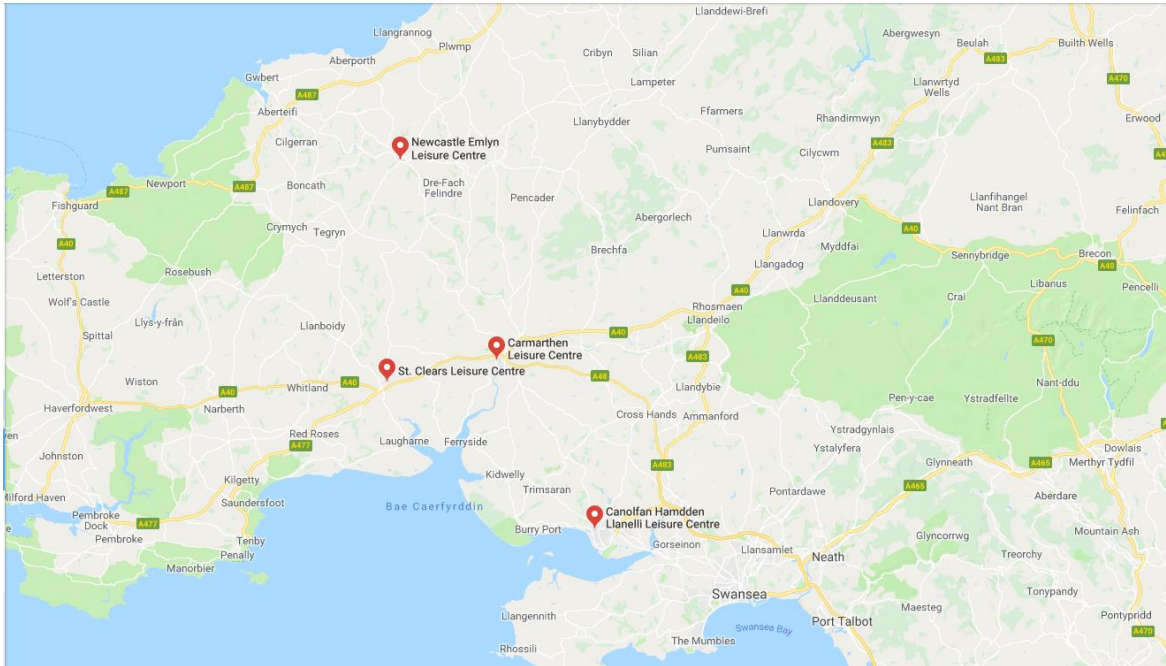 Llanddewi-Brefi
Llangrannog
Plwmp
Cribyn
Silian
Abergwesyn
Beulah
Builth Wells
A483
Aberporth
Gwbert
Lampeter
Llanwrtyd
Wells
A470
A487
Aberteifi
Ffarmers
Rhandirmwyn
Erwood
Llanybydder
Cilgerran
Newcastle Emlyn
Leisure Centre
Pumsaint
Cilycwm
A483
Newport
A487
A487
Boncath
Dre-Fach
Felindre
Pencader
Llandovery
Llanfihangel
Nant Bran
Felinfach
Fishguard
Abergorlech
Crymych
Tegryn
Llanwrda
A40
A40
Brechfa
Myddfai
Sennybridge
Brecon
A40
Letterston
Rosebush
Llangadog
Libanus
Pencelli
Wolf's Castle
A40
Llanddeusant
Crai
Rhosmaen
Llys-y-frân
Llanboidy
Llandeilo
Spittal
A40
A470
Carmarthen
Leisure Centre
A483
St. Clears Leisure Centre
A48
Wiston
Whitland
A40
A40
Llandybie
Nant-ddu
Haverfordwest
Narberth
Pen-y-cae
Ystradfellte
Cross Hands
Ammanford
Red Roses
Laugharne
Ferryside
Ystradgynlais
Ystalyfera
A477
Johnston
Dowlais
Kidwelly
A483
Glynneath
A465
Merthyr Tydfil
Kilgetty
Milford Haven
Trimsaran
Pontardawe
A465
Aberdare
Saundersfoot
Bae Caerfyrddin
Pembroke
Dock
A477
Canolfan Hamdden
Llanelli Leisure Centre
Burry Port
Pembroke
Tenby
Glyncorrwg
Mountain Ash
Gorseinon
Llansamlet
Neath
Treorchy
Penally
Manorbier
Tonypandy
Swansea
Maesteg
Llangennith
Port Talbot
Pontypridd
Swansea Bay
A470
The Mumbles
Rhossili